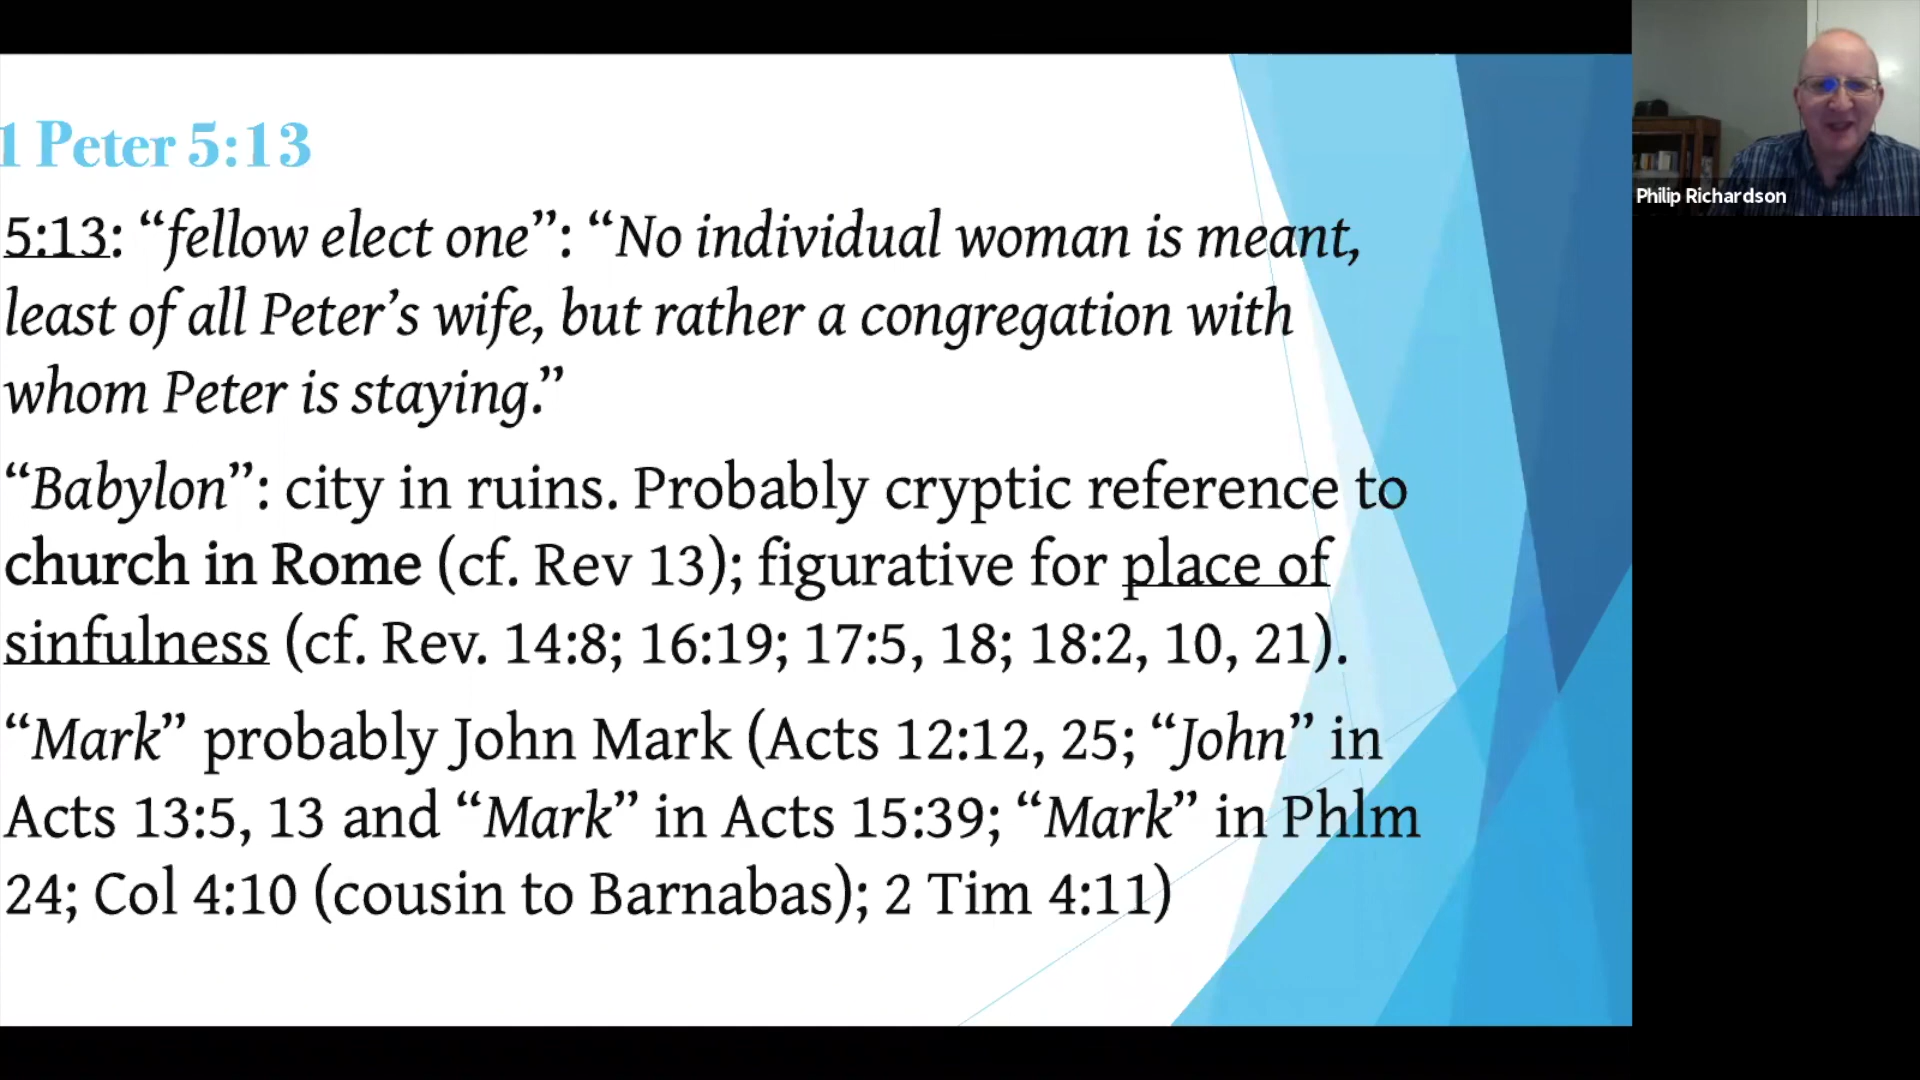 1 Peter 5:13
5:13: “fellow elect one”: “No individual woman is meant,
least of all Peter’s wife, but rather a congregation with
whom Peter is staying.”
“Babylon”: city in ruins. Probably cryptic reference to
church in Rome (cf. Rev 13); figurative for place of
sinfulness (cf. Rev. 14:8; 16:19; 17:5, 18; 18:2, 10, 21).
“Mark” probably John Mark (Acts 12:12, 25; “John” in
Acts 13:5, 13 and “Mark” in Acts 15:39; “Mark” in Phlm
24; Col 4:10 (cousin to Barnabas); 2 Tim 4:11)
Philip Richardson